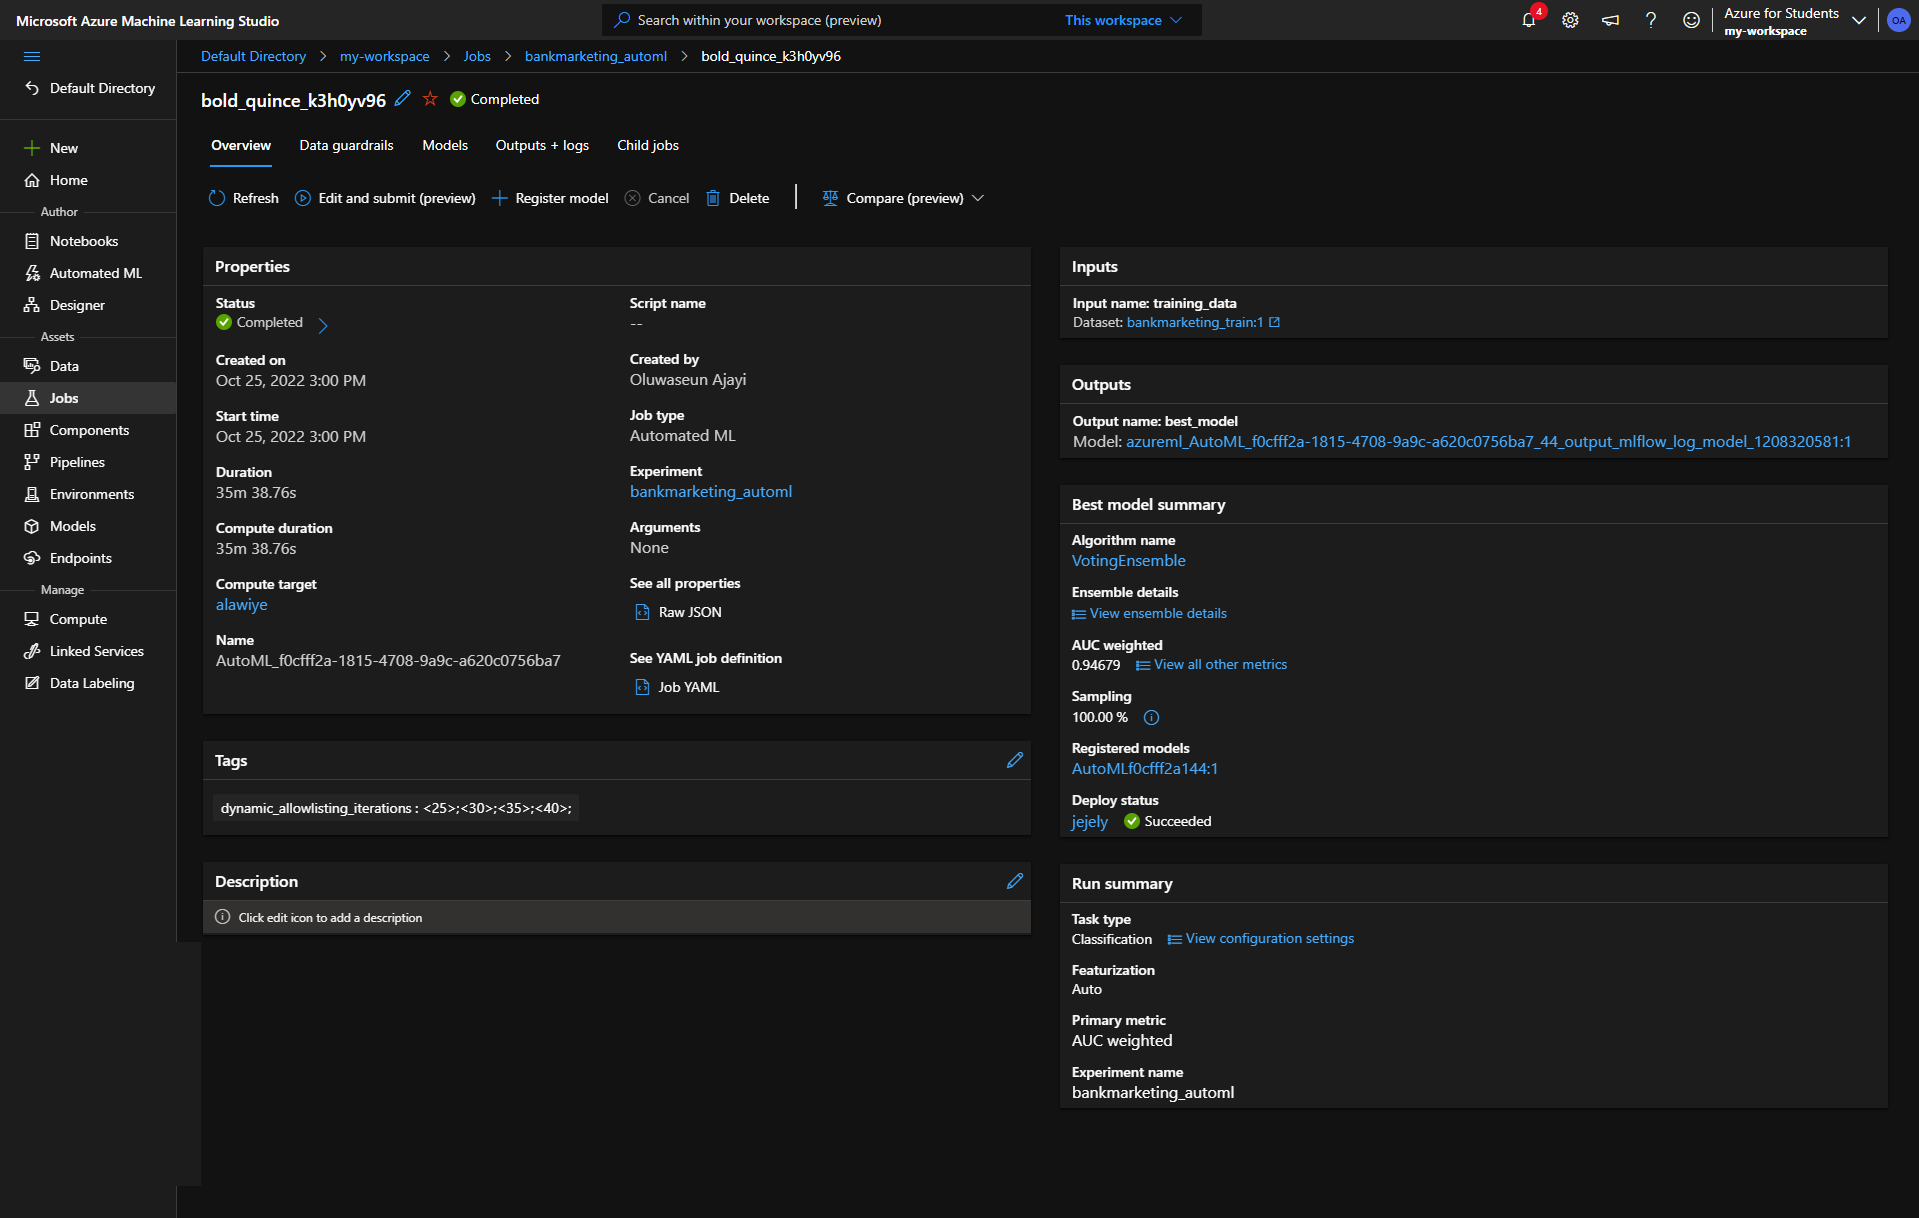 Microsoft Azure Machine Learning Studio
Search within your workspace (preview)
This workspace
4
Azure for Students
my-workspace
OA
Default Directory
New
Home
Author
Notebooks
Automated ML
Designer
Assets
Data
Jobs
Components
Pipelines
Environments
Models
Endpoints
Manage
Compute
Linked Services
Data Labeling
Default Directory > my-workspace > Jobs > bankmarketing_automl > bold_quince_k3h0yv96
bold_quince_k3h0yv96 Completed
Overview Data guardrails Models Outputs + logs Child jobs
Refresh Edit and submit (preview) Register model Cancel Delete Compare (preview)
Properties
Status
Completed
Created on
Oct 25, 2022 3:00 PM
Start time
Oct 25, 2022 3:00 PM
Duration
35m 38.76s
Compute duration
35m 38.76s
Compute target
alawiye
Name
AutoML_f0cfff2a-1815-4708-9a9c-a620c0756ba7
Script name
--
Created by
Oluwaseun Ajayi
Job type
Automated ML
Experiment
bankmarketing_automl
Arguments
None
See all properties
Raw JSON
See YAML job definition
Job YAML
Tags
dynamic_allowlisting_iterations : <25>;<30>;<35>;<40>;
Description
Click edit icon to add a description
Inputs
Input name: training_data
Dataset: bankmarketing_train:1
Outputs
Output name: best_model
Model: azureml_AutoML_f0cfff2a-1815-4708-9a9c-a620c0756ba7_44_output_mlflow_log_model_1208320581:1
Best model summary
Algorithm name
VotingEnsemble
Ensemble details
View ensemble details
AUC weighted
0.94679 View all other metrics
Sampling
100.00 %
Registered models
AutoMLf0cfff2a144:1
Deploy status
jejely Succeeded
Run summary
Task type
Classification View configuration settings
Featurization
Auto
Primary metric
AUC weighted
Experiment name
bankmarketing_automl